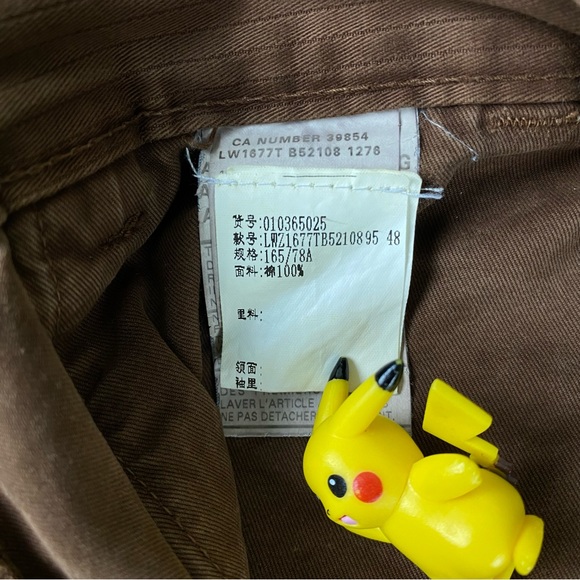 CA NUMBER 39854
LW1677T B52108 1276
货号:010365025
款号:LWZ1677TB5210895 48
规格:165/78A
面料:棉100%
里料:
领面:
袖里:
LAVER L'ARTICLE
NE PAS DETACHER